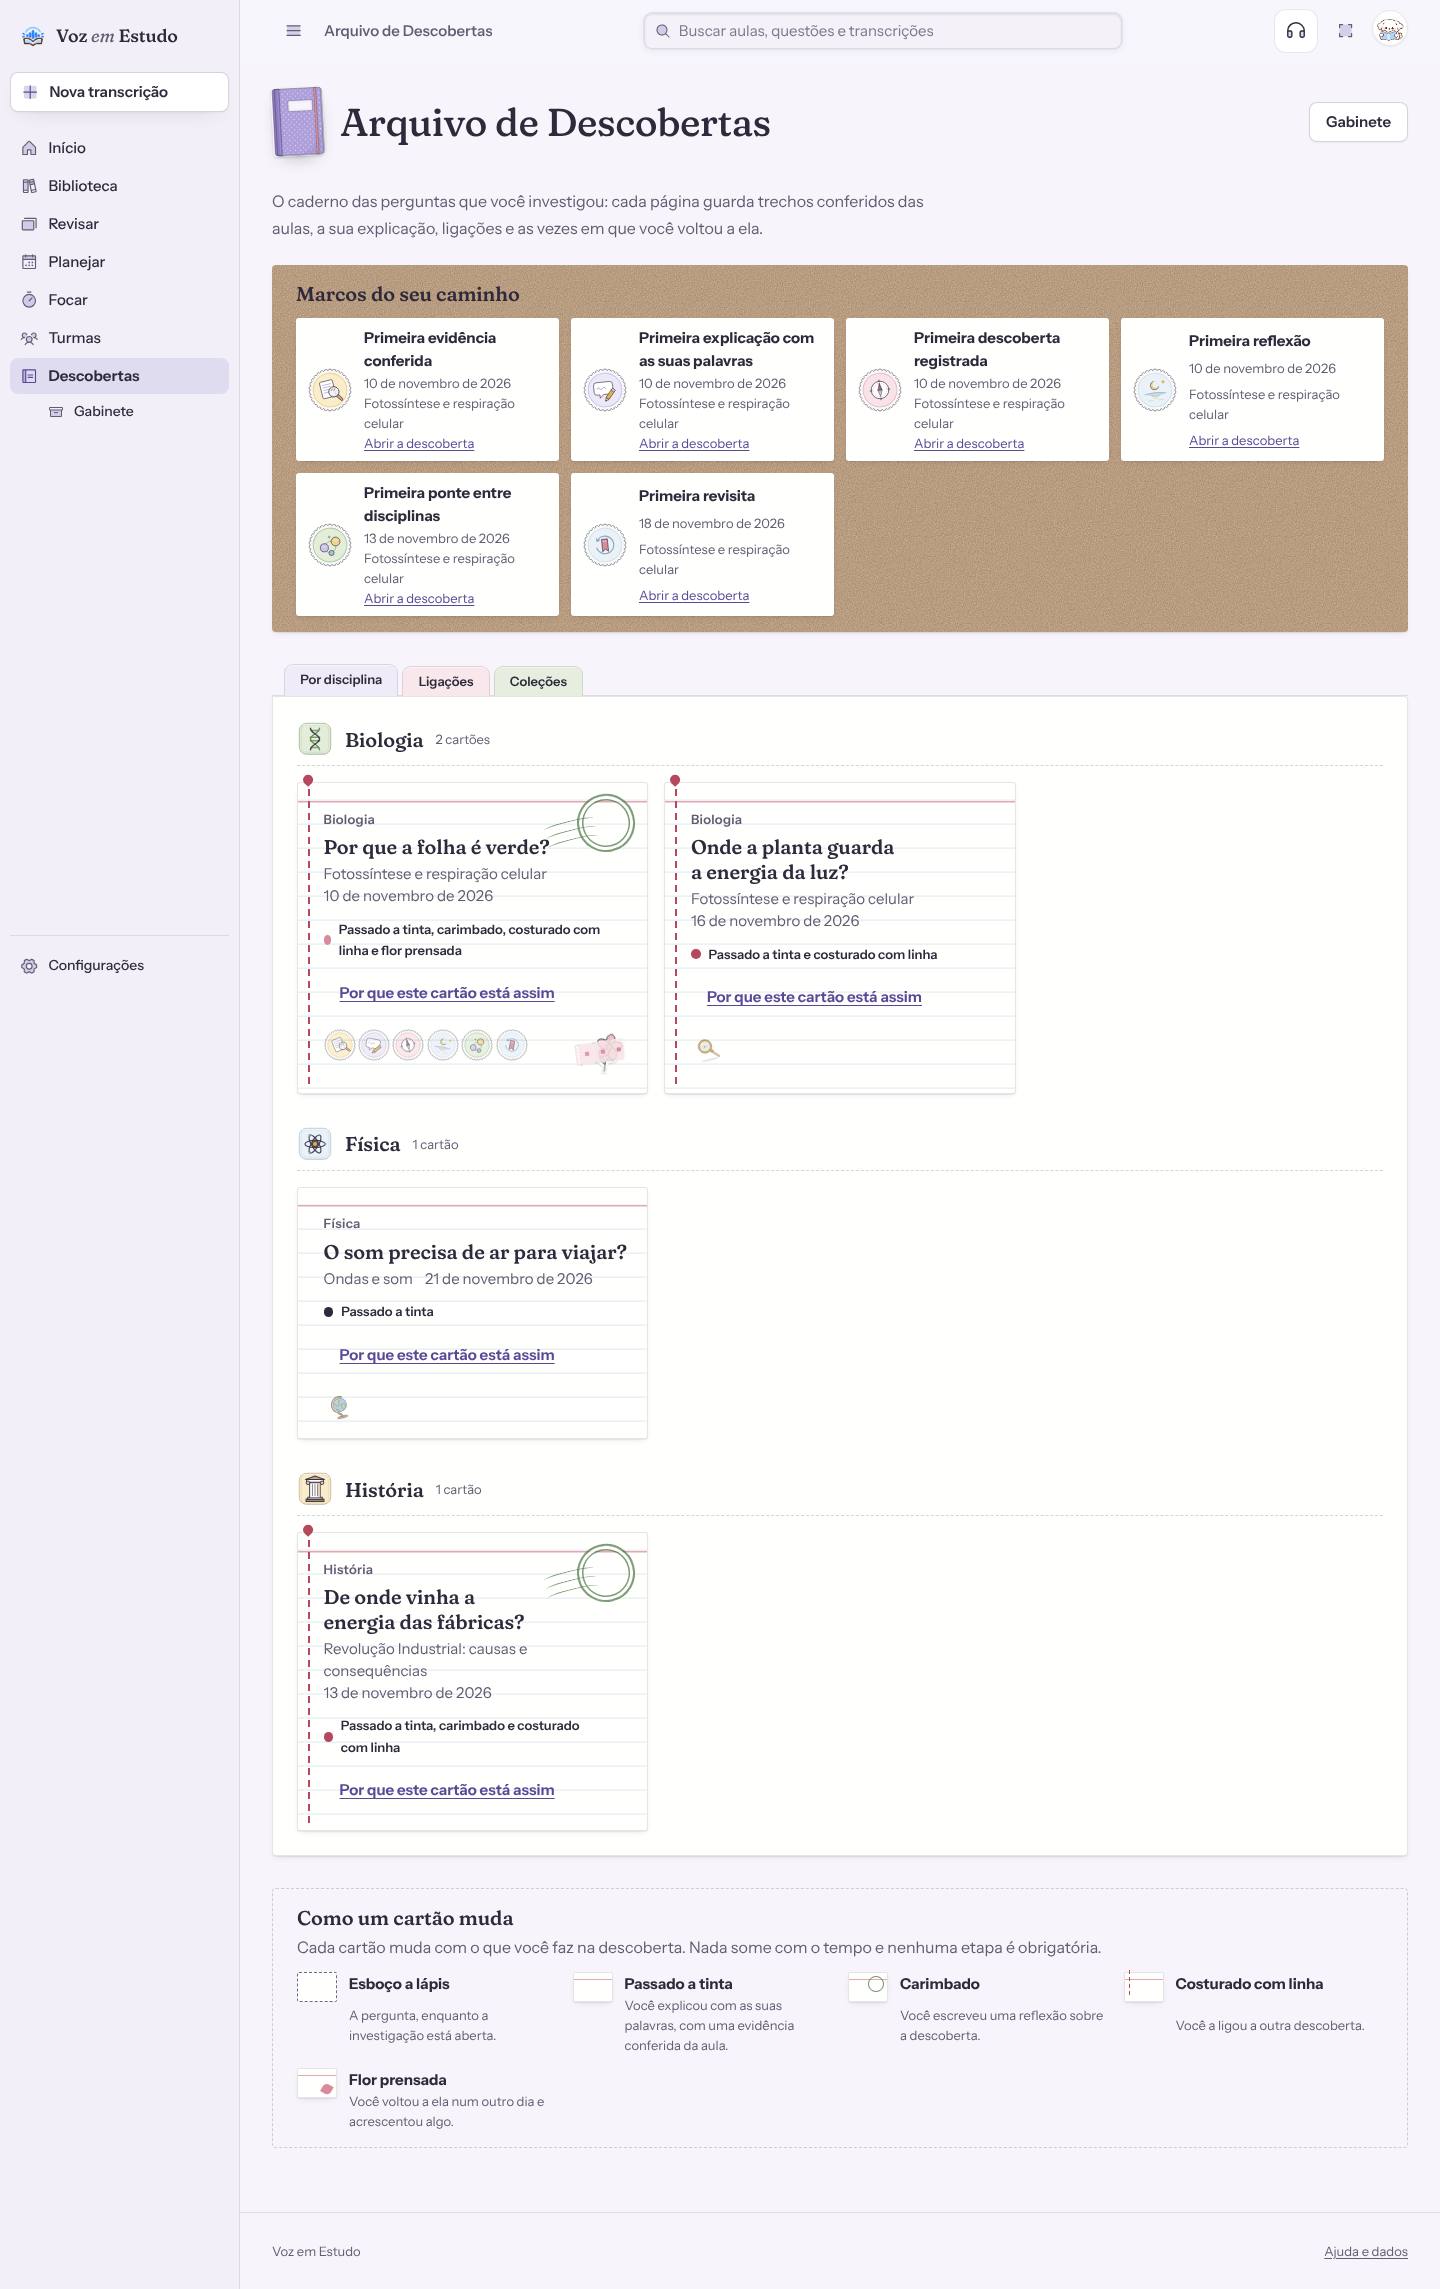 Voz em Estudo
Nova transcrição
Início
Biblioteca
Revisar
Planejar
Focar
Turmas
Descobertas
Gabinete
Configurações
Arquivo de Descobertas
Buscar aulas, questões e transcrições
Arquivo de Descobertas
Gabinete
O caderno das perguntas que você investigou: cada página guarda trechos conferidos das
aulas, a sua explicação, ligações e as vezes em que você voltou a ela.
Marcos do seu caminho
Primeira evidência
conferida
10 de novembro de 2026
Fotossíntese e respiração
celular
Abrir a descoberta
Primeira explicação com
as suas palavras
10 de novembro de 2026
Fotossíntese e respiração
celular
Abrir a descoberta
Primeira descoberta
registrada
10 de novembro de 2026
Fotossíntese e respiração
celular
Abrir a descoberta
Primeira reflexão
10 de novembro de 2026
Fotossíntese e respiração
celular
Abrir a descoberta
Primeira ponte entre
disciplinas
13 de novembro de 2026
Fotossíntese e respiração
celular
Abrir a descoberta
Primeira revisita
18 de novembro de 2026
Fotossíntese e respiração
celular
Abrir a descoberta
Por disciplina
Ligações
Coleções
Biologia 2 cartões
Biologia
Por que a folha é verde?
Fotossíntese e respiração celular
10 de novembro de 2026
Passado a tinta, carimbado, costurado com
linha e flor prensada
Por que este cartão está assim
Biologia
Onde a planta guarda
a energia da luz?
Fotossíntese e respiração celular
16 de novembro de 2026
Passado a tinta e costurado com linha
Por que este cartão está assim
Física 1 cartão
Física
O som precisa de ar para viajar?
Ondas e som 21 de novembro de 2026
Passado a tinta
Por que este cartão está assim
História 1 cartão
História
De onde vinha a
energia das fábricas?
Revolução Industrial: causas e
consequências
13 de novembro de 2026
Passado a tinta, carimbado e costurado
com linha
Por que este cartão está assim
Como um cartão muda
Cada cartão muda com o que você faz na descoberta. Nada some com o tempo e nenhuma etapa é obrigatória.
Esboço a lápis
A pergunta, enquanto a
investigação está aberta.
Passado a tinta
Você explicou com as suas
palavras, com uma evidência
conferida da aula.
Carimbado
Você escreveu uma reflexão sobre
a descoberta.
Costurado com linha
Você a ligou a outra descoberta.
Flor prensada
Você voltou a ela num outro dia e
acrescentou algo.
Voz em Estudo
Ajuda e dados